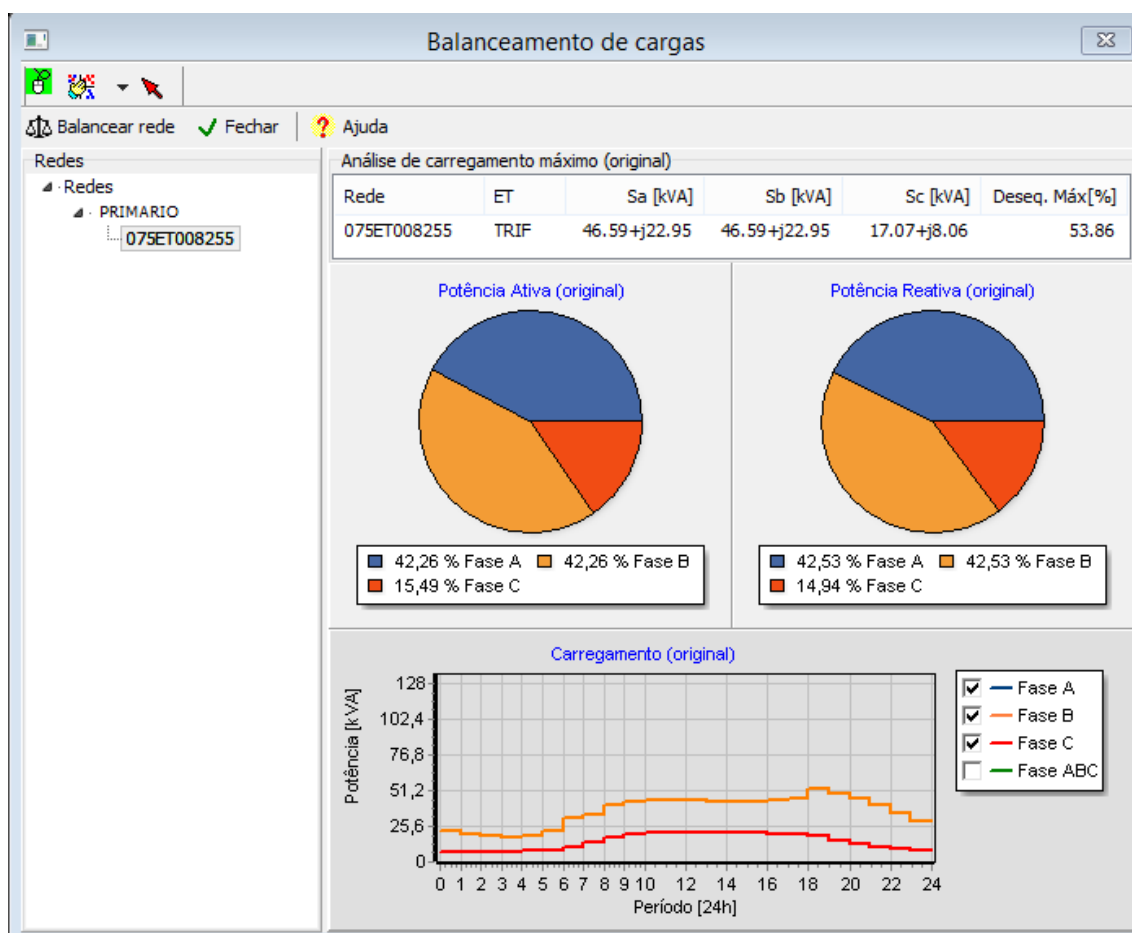 Balanceamento de cargas
Balancear rede Fechar Ajuda
Redes
Redes
PRIMARIO
075ET008255
Análise de carregamento máximo (original)
Rede ET Sa [kVA] Sb [kVA] Sc [kVA] Deseq. Máx[%]
075ET008255 TRIF 46.59+j22.95 46.59+j22.95 17.07+j8.06 53.86
Potência Ativa (original)
42,26 % Fase A 42,26 % Fase B
15,49 % Fase C
Potência Reativa (original)
42,53 % Fase A 42,53 % Fase B
14,94 % Fase C
Carregamento (original)
Potência [kVA]
128
102,4
76,8
51,2
25,6
0
0 1 2 3 4 5 6 7 8 9 10 12 14 16 18 20 22 24
Período [24h]
Fase A
Fase B
Fase C
Fase ABC